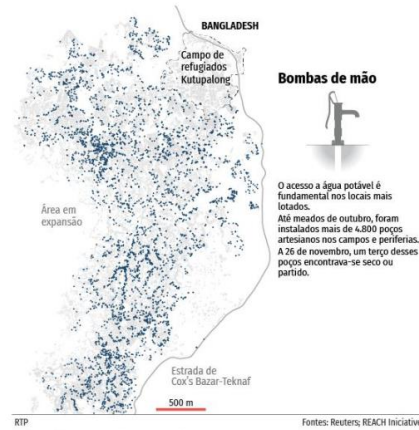 BANGLADESH
Campo de
refugiados
Kutupalong
Bombas de mão
O acesso a água potável é
fundamental nos locais mais
lotados.
Até meados de outubro, foram
instalados mais de 4.800 poços
artesianos nos campos e periferias.
A 26 de novembro, um terço desses
poços encontrava-se seco ou
partido.
Área em
expansão
Estrada de
Cox's Bazar-Teknaf
500 m
RTP
Fontes: Reuters; REACH Initiative